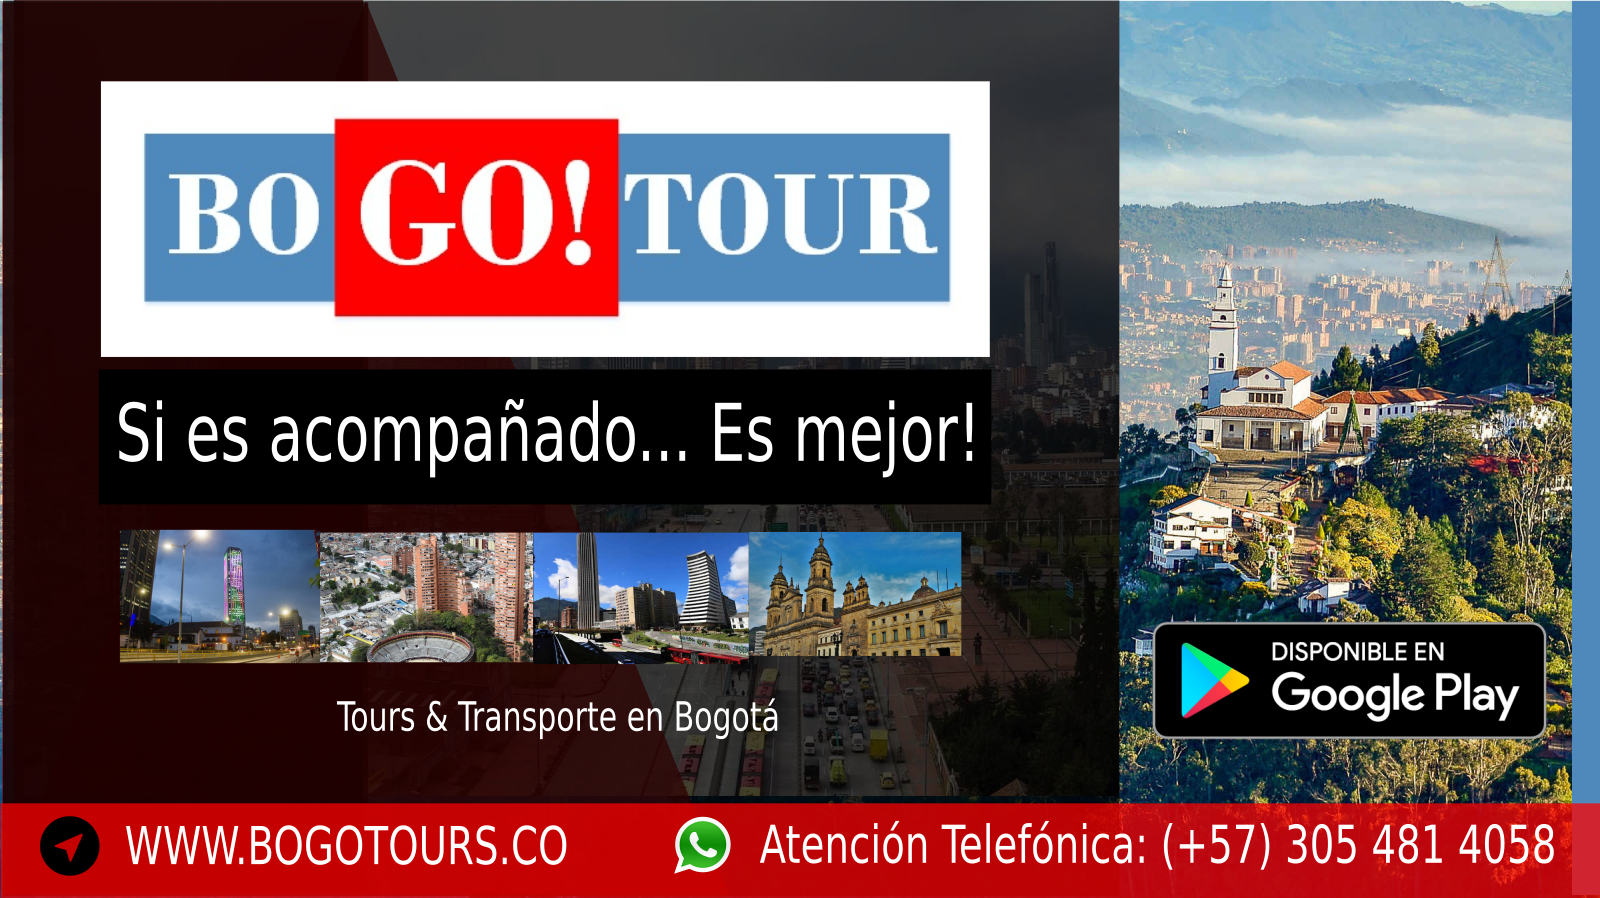 BO GO! TOUR
Si es acompañado... Es mejor!
Tours & Transporte en Bogotá
DISPONIBLE EN
Google Play
WWW.BOGOTOURS.CO
Atención Telefónica: (+57) 305 481 4058